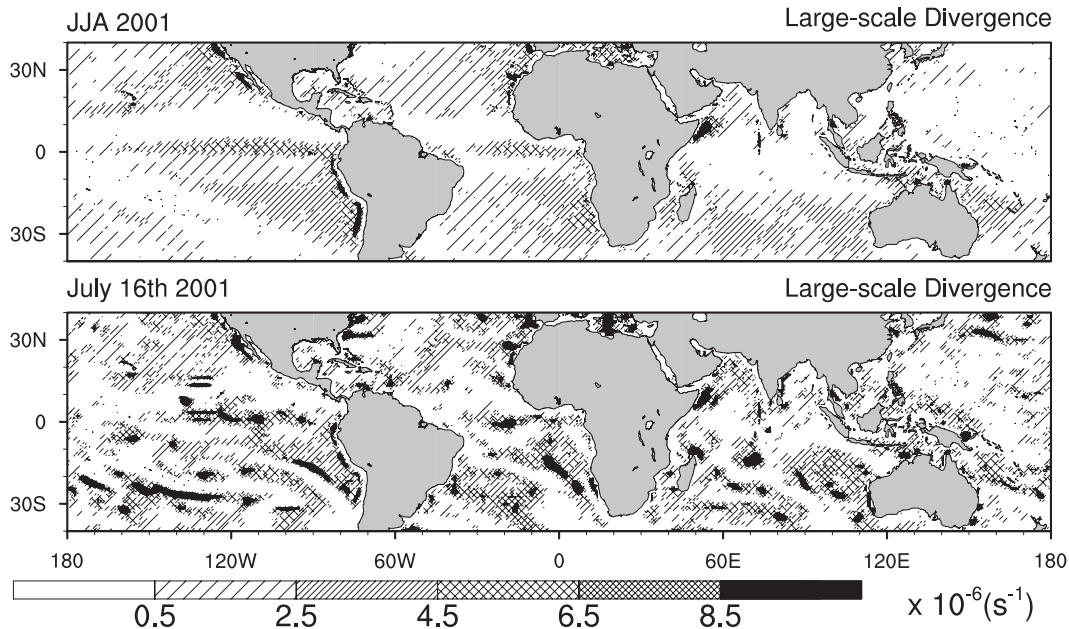 JJA 2001 Large-scale Divergence
30N
0
30S
July 16th 2001 Large-scale Divergence
30N
0
30S
180 120W 60W 0 60E 120E 180
0.5 2.5 4.5 6.5 8.5 x 10⁻⁶(s⁻¹)